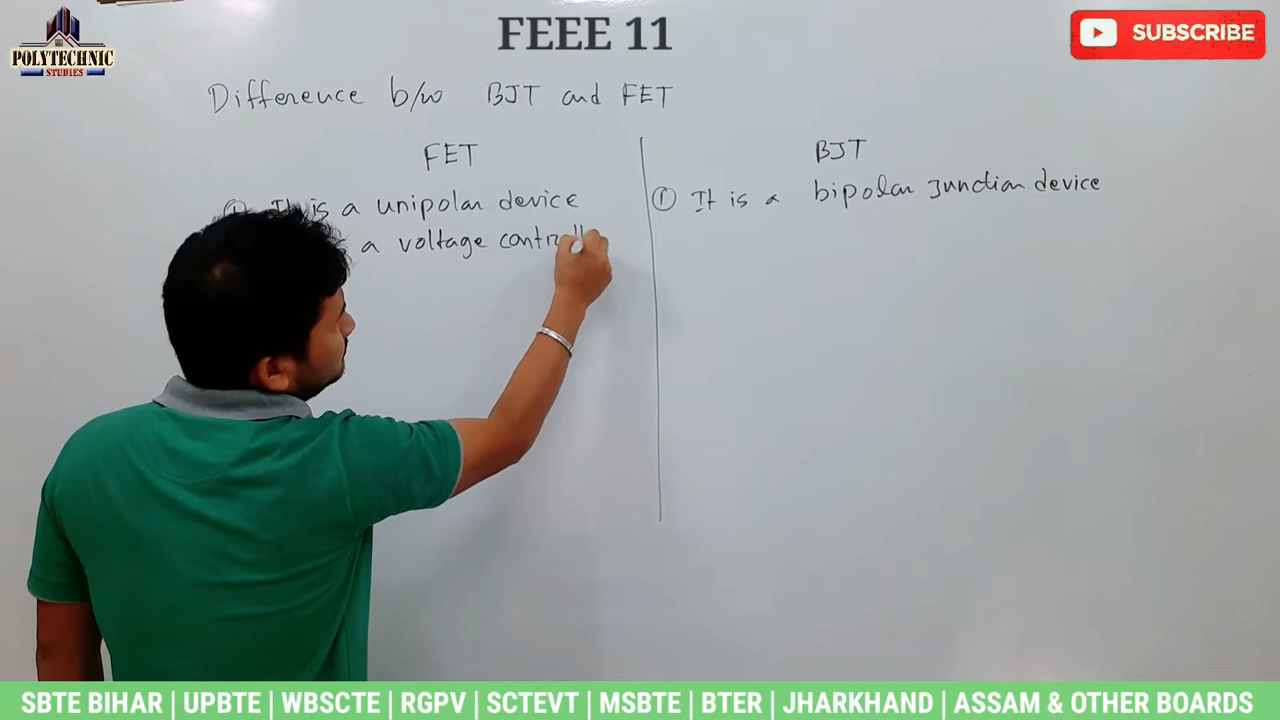 FEEE 11
SUBSCRIBE
POLYTECHNIC
STUDIES
Difference b/w BJT and FET
FET
① It is a unipolar device
a voltage controll
BJT
① It is a bipolar Junction device
SBTE BIHAR | UPBTE | WBSCTE | RGPV | SCTEVT | MSBTE | BTER | JHARKHAND | ASSAM & OTHER BOARDS